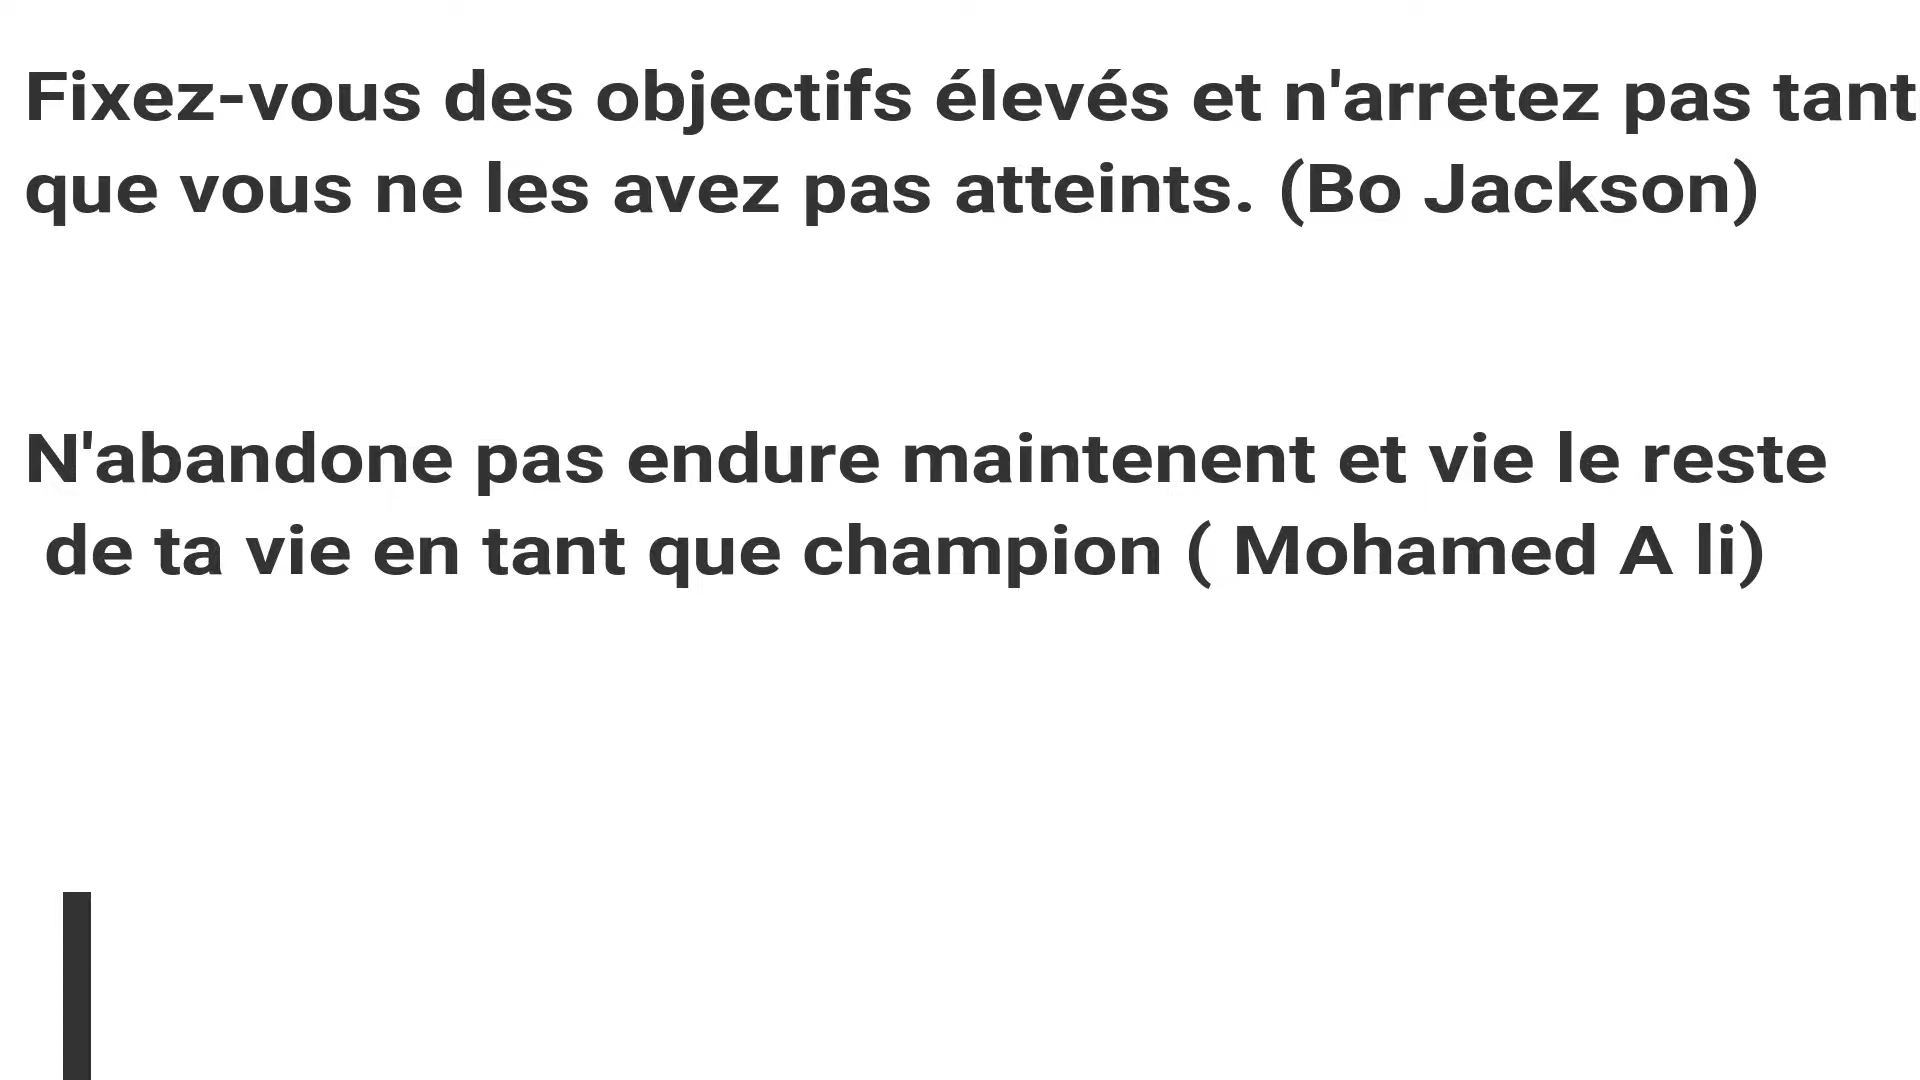 Fixez-vous des objectifs élevés et n'arretez pas tant
que vous ne les avez pas atteints. (Bo Jackson)
N'abandone pas endure maintenent et vie le reste
de ta vie en tant que champion ( Mohamed A li)